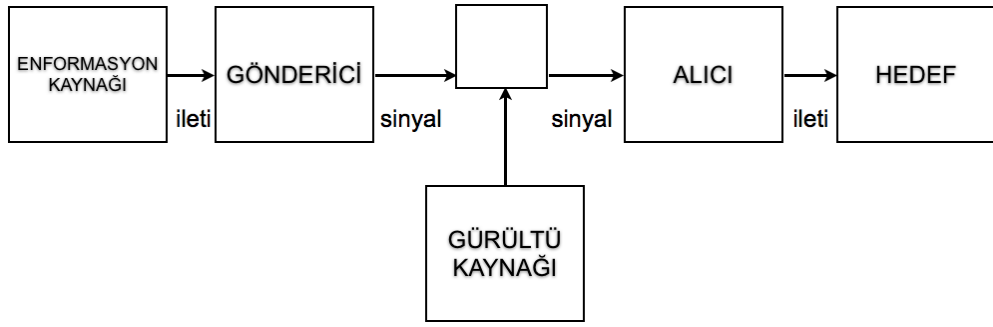 ENFORMASYON
KAYNAĞI
GÖNDERİCİ
ALICI
HEDEF
ileti
sinyal
sinyal
ileti
GÜRÜLTÜ
KAYNAĞI